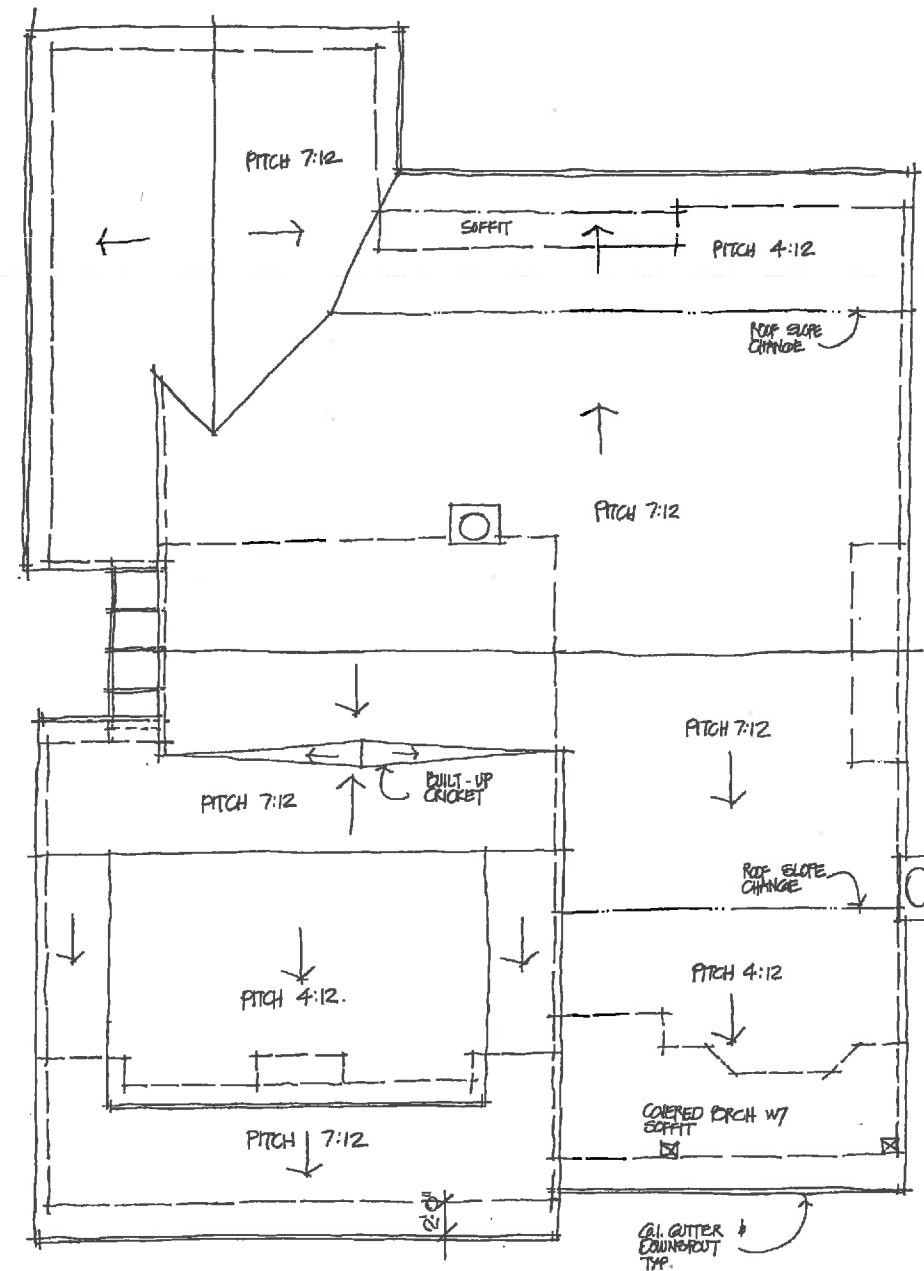 PITCH 7:12
SOFFIT
PITCH 4:12
ROOF SLOPE
CHANGE
PITCH 7:12
PITCH 7:12
BUILT-UP
CRICKET
PITCH 7:12
ROOF SLOPE
CHANGE
PITCH 4:12
PITCH 4:12.
COVERED PORCH W/
SOFFIT
PITCH 7:12
2'-0"
G.I. GUTTER &
DOWNSPOUT
TYP.